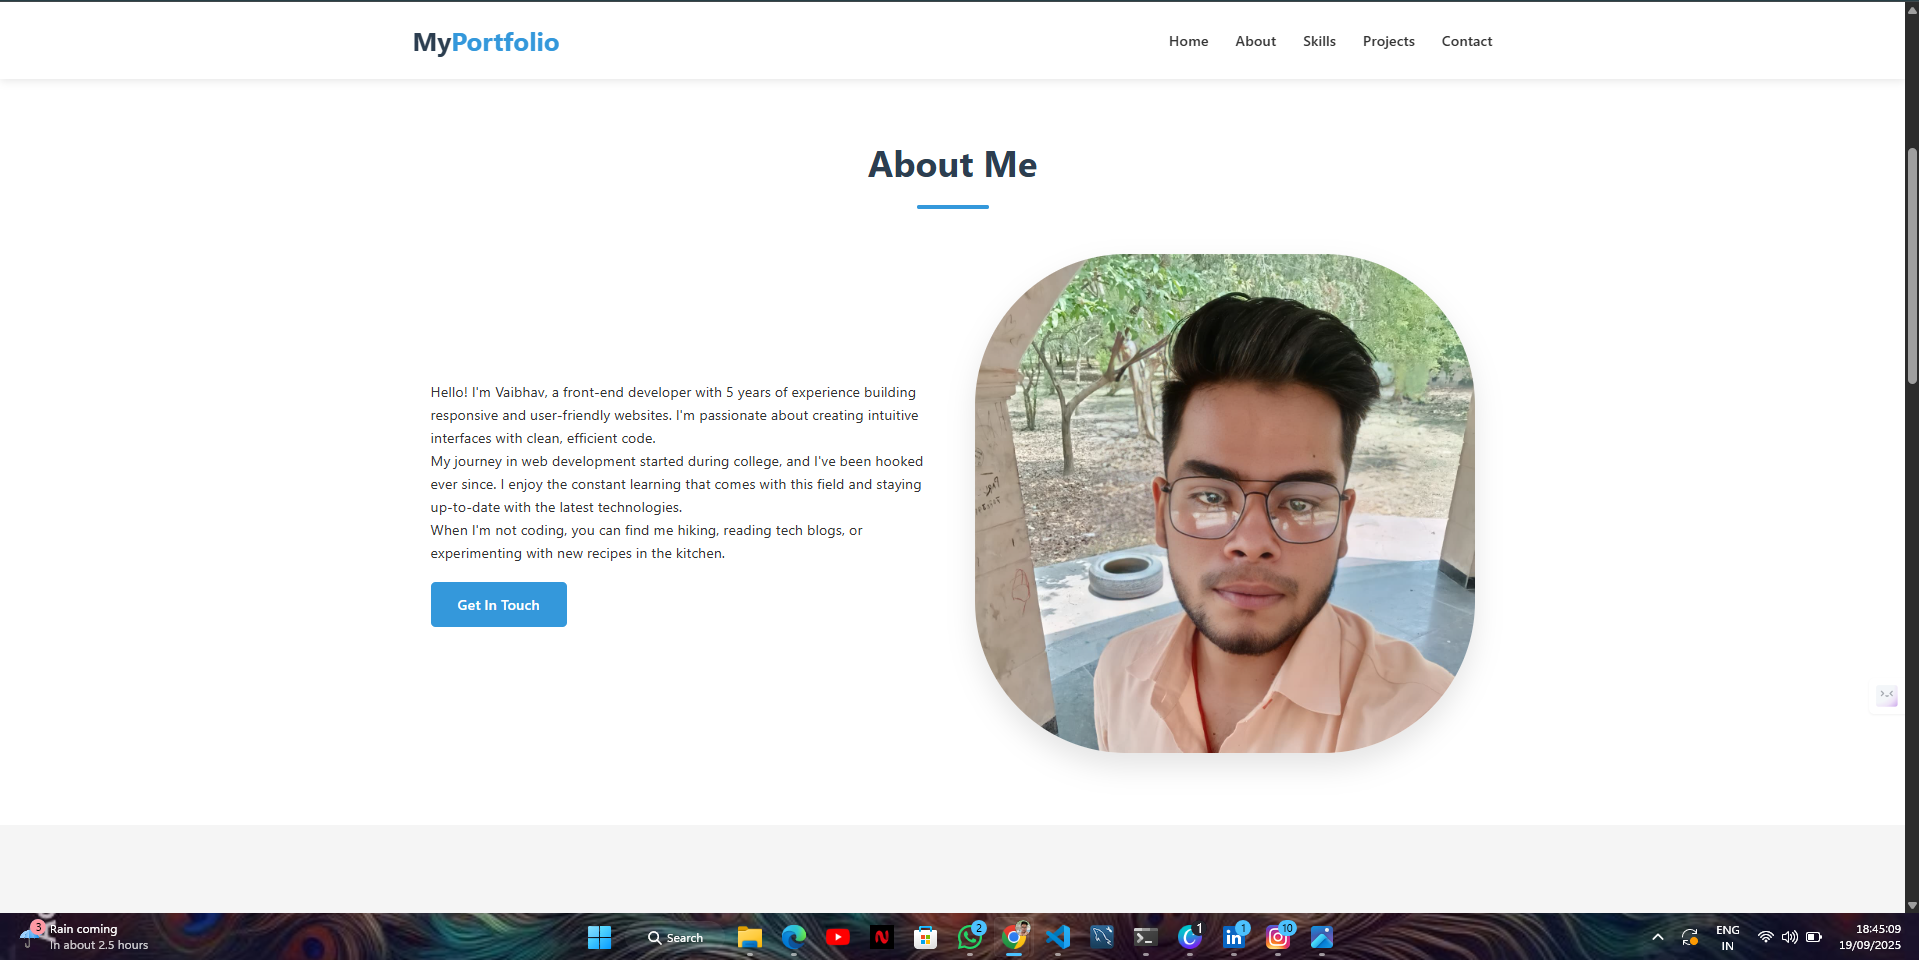 MyPortfolio
Home About Skills Projects Contact
About Me
Hello! I'm Vaibhav, a front-end developer with 5 years of experience building
responsive and user-friendly websites. I'm passionate about creating intuitive
interfaces with clean, efficient code.
My journey in web development started during college, and I've been hooked
ever since. I enjoy the constant learning that comes with this field and staying
up-to-date with the latest technologies.
When I'm not coding, you can find me hiking, reading tech blogs, or
experimenting with new recipes in the kitchen.
Get In Touch
3
Rain coming
In about 2.5 hours
Search
2
1
1
10
ENG
IN
18:45:09
19/09/2025